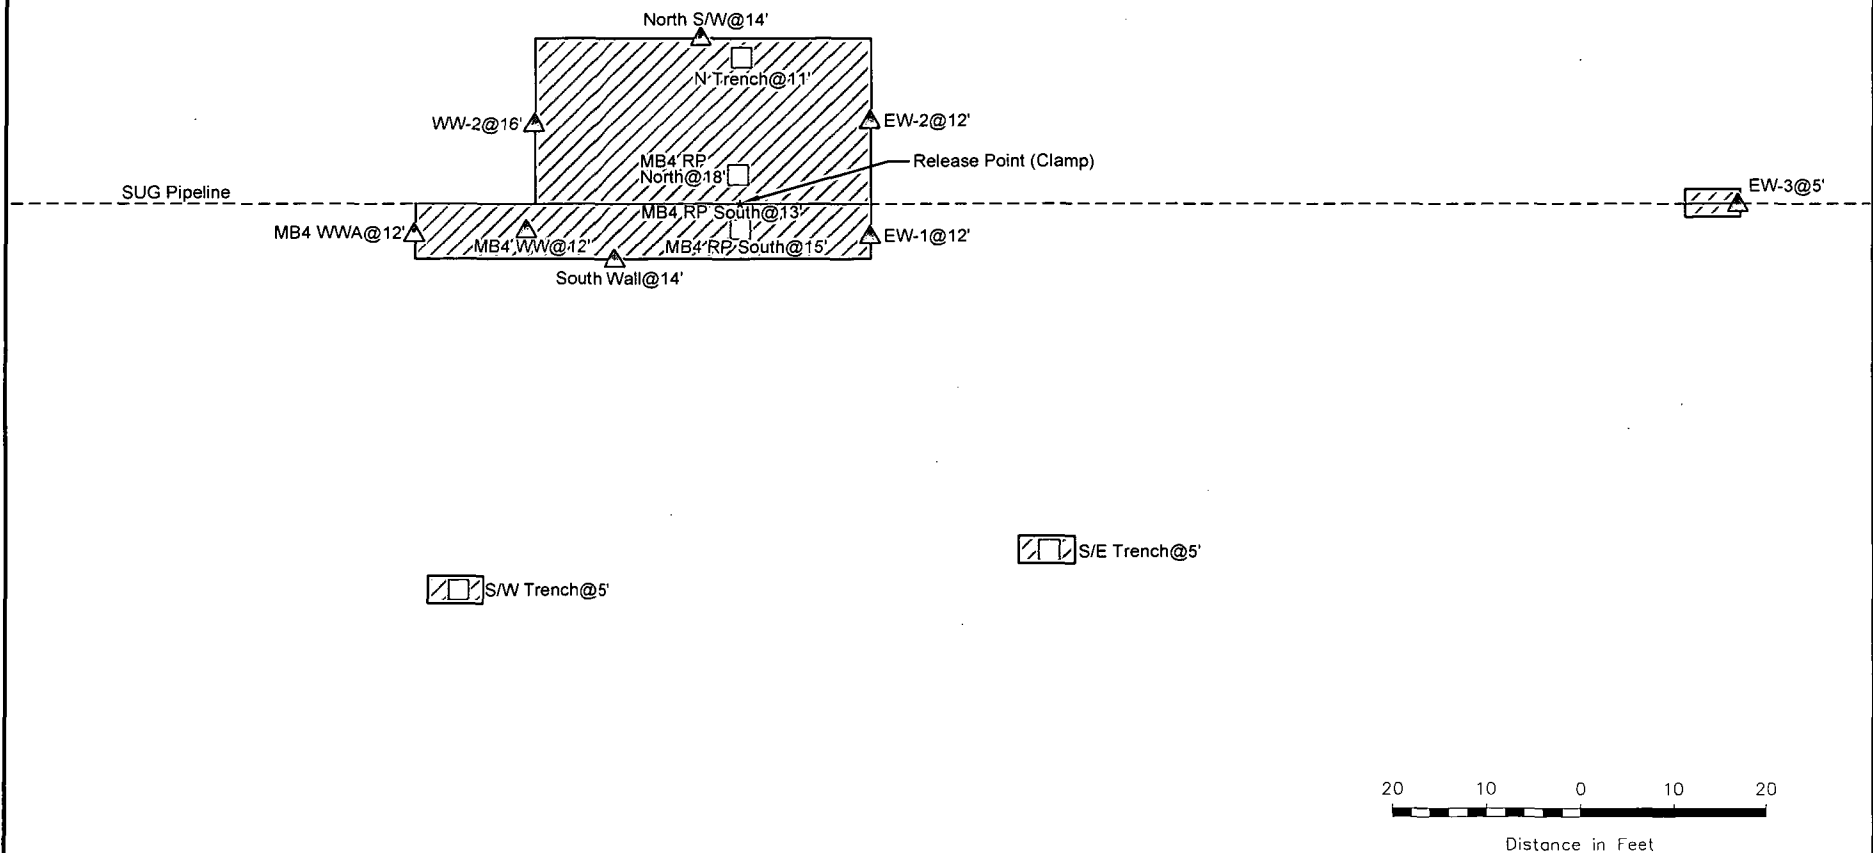 North S/W@14'
N Trench@11'
WW-2@16'
EW-2@12'
MB4 RP
North@18'
Release Point (Clamp)
SUG Pipeline
EW-3@5'
MB4 RP South@13'
MB4 WWA@12'
MB4 WW@12'
MB4 RP South@15'
EW-1@12'
South Wall@14'
S/E Trench@5'
S/W Trench@5'
20 10 0 10 20
Distance in Feet